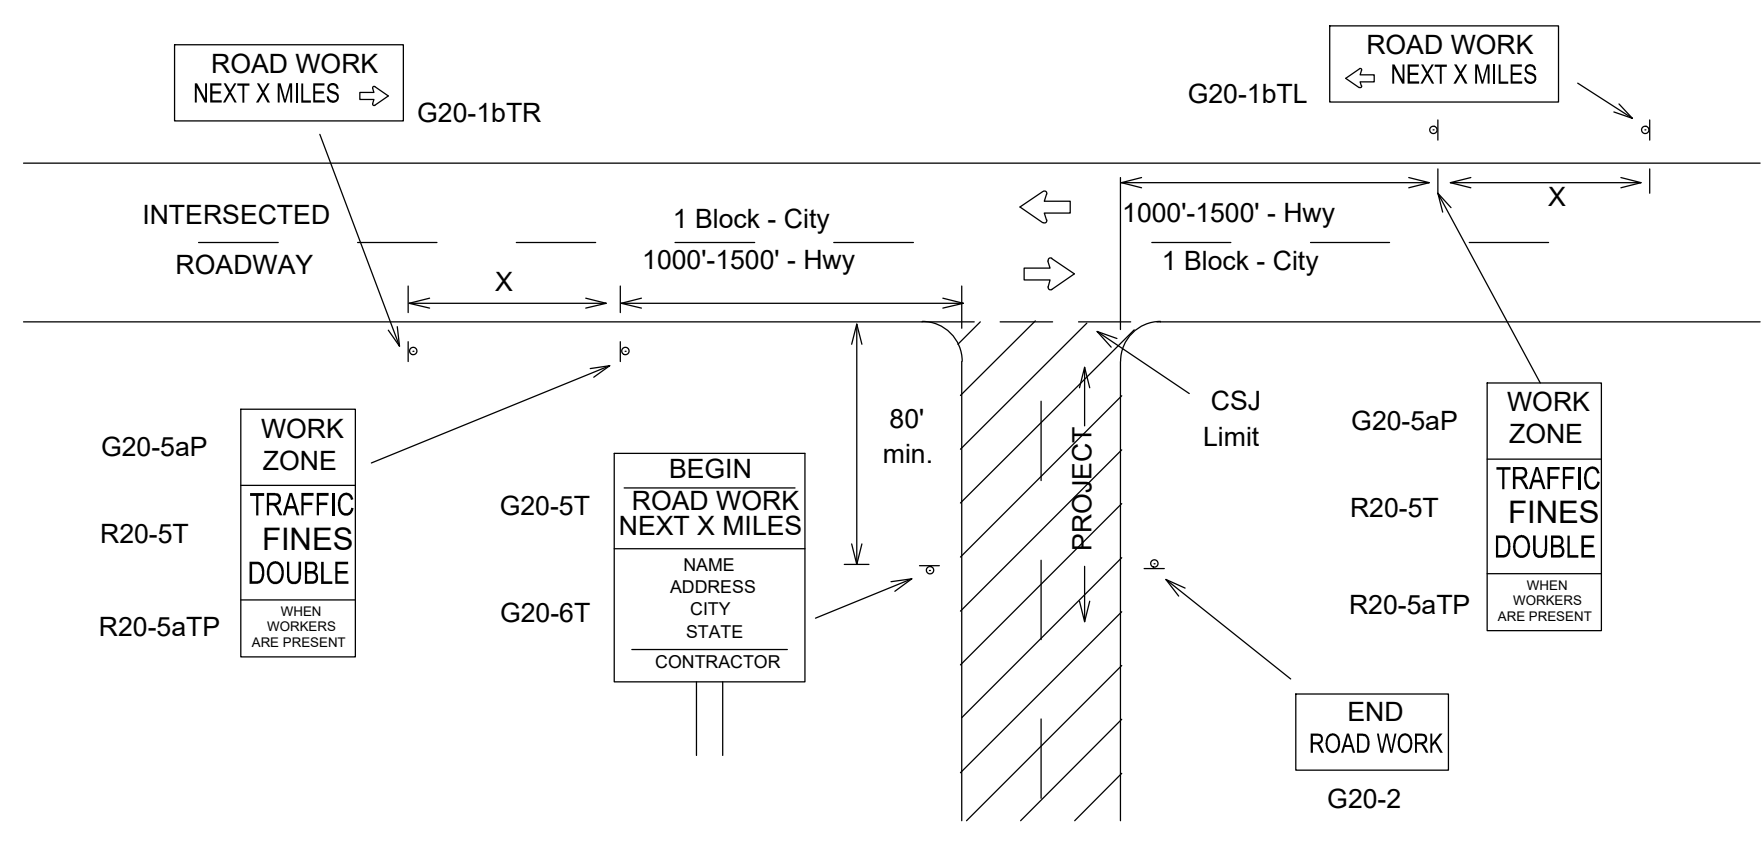 ROAD WORK
NEXT X MILES
G20-1bTR
ROAD WORK
NEXT X MILES
G20-1bTL
INTERSECTED
ROADWAY
1 Block - City
1000'-1500' - Hwy
X
1000'-1500' - Hwy
1 Block - City
X
G20-5aP
R20-5T
R20-5aTP
WORK
ZONE
TRAFFIC
FINES
DOUBLE
WHEN
WORKERS
ARE PRESENT
G20-5T
G20-6T
BEGIN
ROAD WORK
NEXT X MILES
NAME
ADDRESS
CITY
STATE
CONTRACTOR
80'
min.
PROJECT
CSJ
Limit
G20-5aP
R20-5T
R20-5aTP
WORK
ZONE
TRAFFIC
FINES
DOUBLE
WHEN
WORKERS
ARE PRESENT
END
ROAD WORK
G20-2